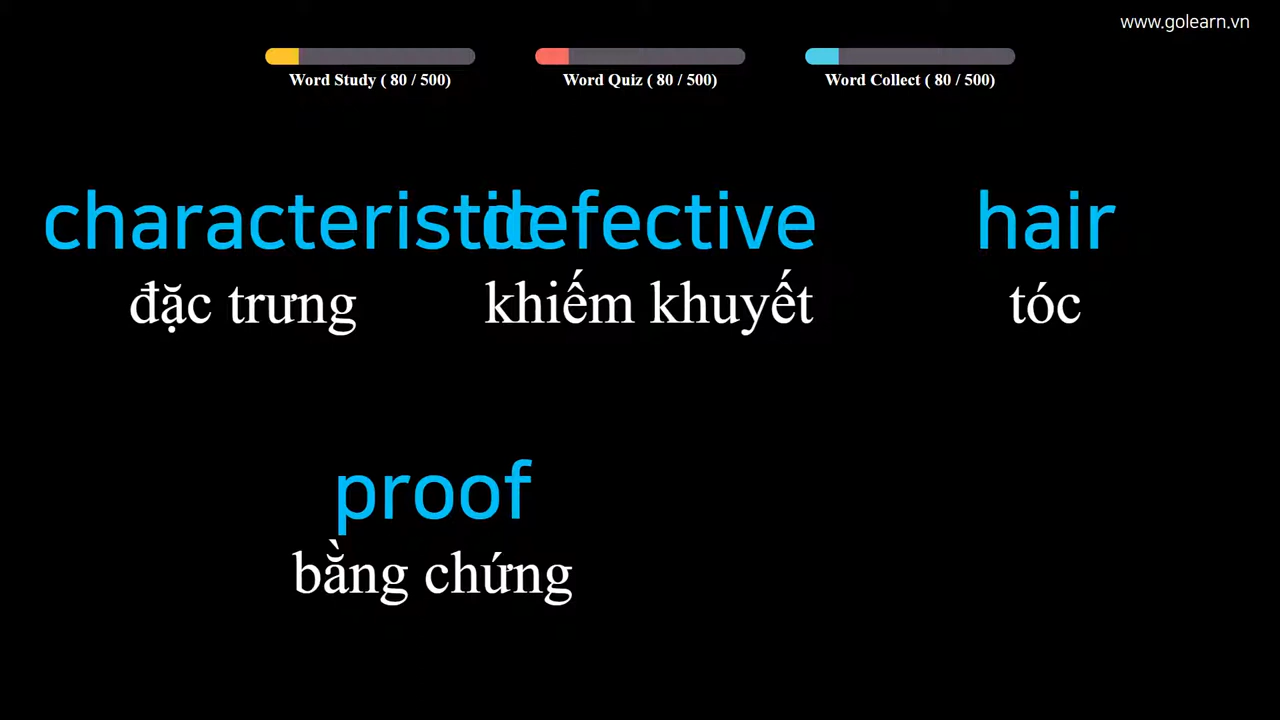 www.golearn.vn
Word Study ( 80 / 500)
Word Quiz ( 80 / 500)
Word Collect ( 80 / 500)
characteristic
đặc trưng
defective
khiếm khuyết
hair
tóc
proof
bằng chứng